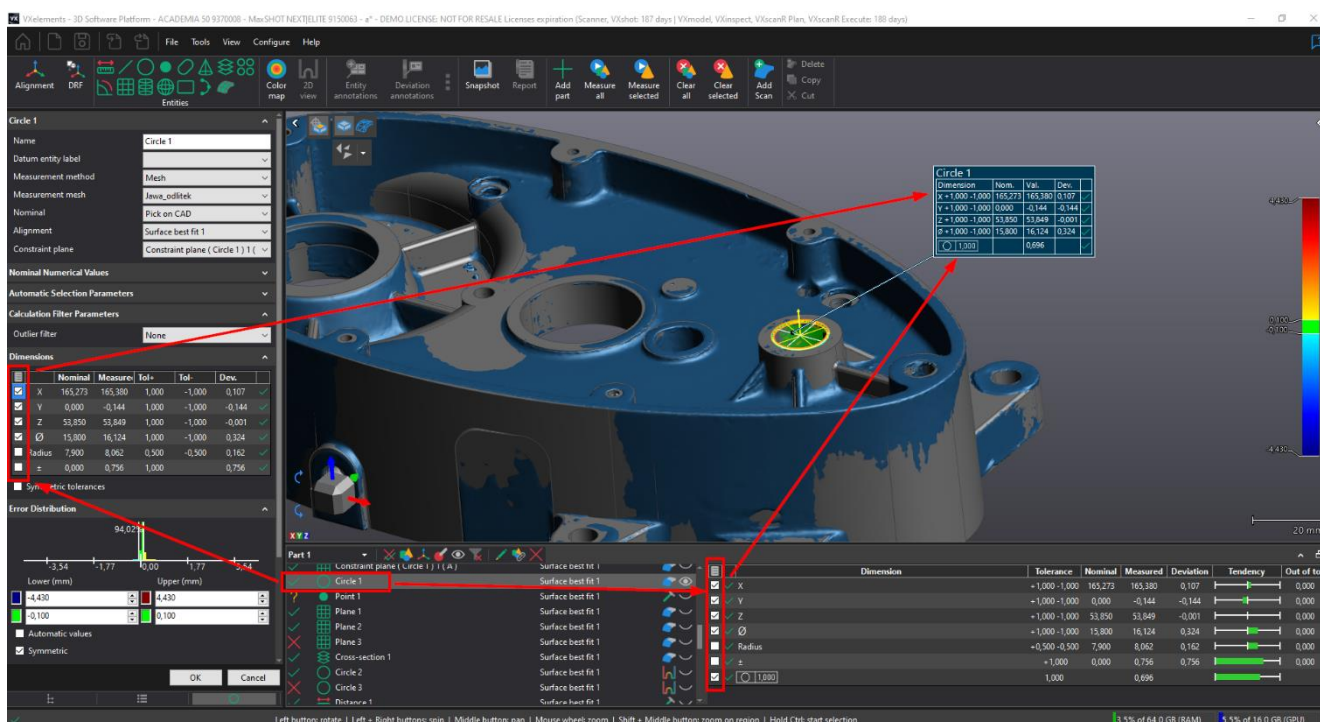 VXelements - 3D Software Platform - ACADEMIA 50 9370008 - MaxSHOT NEXT|ELITE 9150063 - a* - DEMO LICENSE: NOT FOR RESALE Licenses expiration (Scanner, VXshot: 187 days | VXmodel, VXinspect, VXscanR Plan, VXscanR Execute: 188 days)
File Tools View Configure Help
Alignment DRF Entities Color map 2D view Entity annotations Deviation annotations Snapshot Report Add part Measure all Measure selected Clear all Clear selected Add Scan Delete Copy Cut
Circle 1
Name Circle 1
Datum entity label
Measurement method Mesh
Measurement mesh Jawa_odlitek
Nominal Pick on CAD
Alignment Surface best fit 1
Constraint plane Constraint plane ( Circle 1 ) 1 (
Nominal Numerical Values
Automatic Selection Parameters
Calculation Filter Parameters
Outlier filter None
Dimensions
Nominal Measure Tol+ Tol- Dev.
X 165,273 165,380 1,000 -1,000 0,107
Y 0,000 -0,144 1,000 -1,000 -0,144
Z 53,850 53,849 1,000 -1,000 -0,001
Ø 15,800 16,124 1,000 -1,000 0,324
Radius 7,900 8,062 0,500 -0,500 0,162
± 0,000 0,756 1,000 0,756
Symmetric tolerances
Error Distribution
94,02
-3,54 -1,77 0,00 1,77 3,54
Lower (mm) Upper (mm)
-4,430 4,430
-0,100 0,100
Automatic values
Symmetric
OK Cancel
Circle 1
Dimension Nom. Val. Dev.
X +1,000 -1,000 165,273 165,380 0,107
Y +1,000 -1,000 0,000 -0,144 -0,144
Z +1,000 -1,000 53,850 53,849 -0,001
Ø +1,000 -1,000 15,800 16,124 0,324
1,000 0,696
4,430
0,100
-0,100
-4,430
20 mm
X Y Z
Part 1
Constraint plane ( Circle 1 ) 1 ( A ) Surface best fit 1
Circle 1 Surface best fit 1
Point 1 Surface best fit 1
Plane 1 Surface best fit 1
Plane 2 Surface best fit 1
Plane 3 Surface best fit 1
Cross-section 1 Surface best fit 1
Circle 2 Surface best fit 1
Circle 3 Surface best fit 1
Distance 1 Surface best fit 1
Dimension Tolerance Nominal Measured Deviation Tendency Out of to
X +1,000 -1,000 165,273 165,380 0,107 0,000
Y +1,000 -1,000 0,000 -0,144 -0,144 0,000
Z +1,000 -1,000 53,850 53,849 -0,001 0,000
Ø +1,000 -1,000 15,800 16,124 0,324 0,000
Radius +0,500 -0,500 7,900 8,062 0,162 0,000
± +1,000 0,000 0,756 0,756 0,000
1,000 1,000 0,696
Left button: rotate | Left + Right buttons: spin | Middle button: pan | Mouse wheel: zoom | Shift + Middle button: zoom on region | Hold Ctrl: start selection
3.5% of 64.0 GB (RAM) 5.5% of 16.0 GB (GPU)